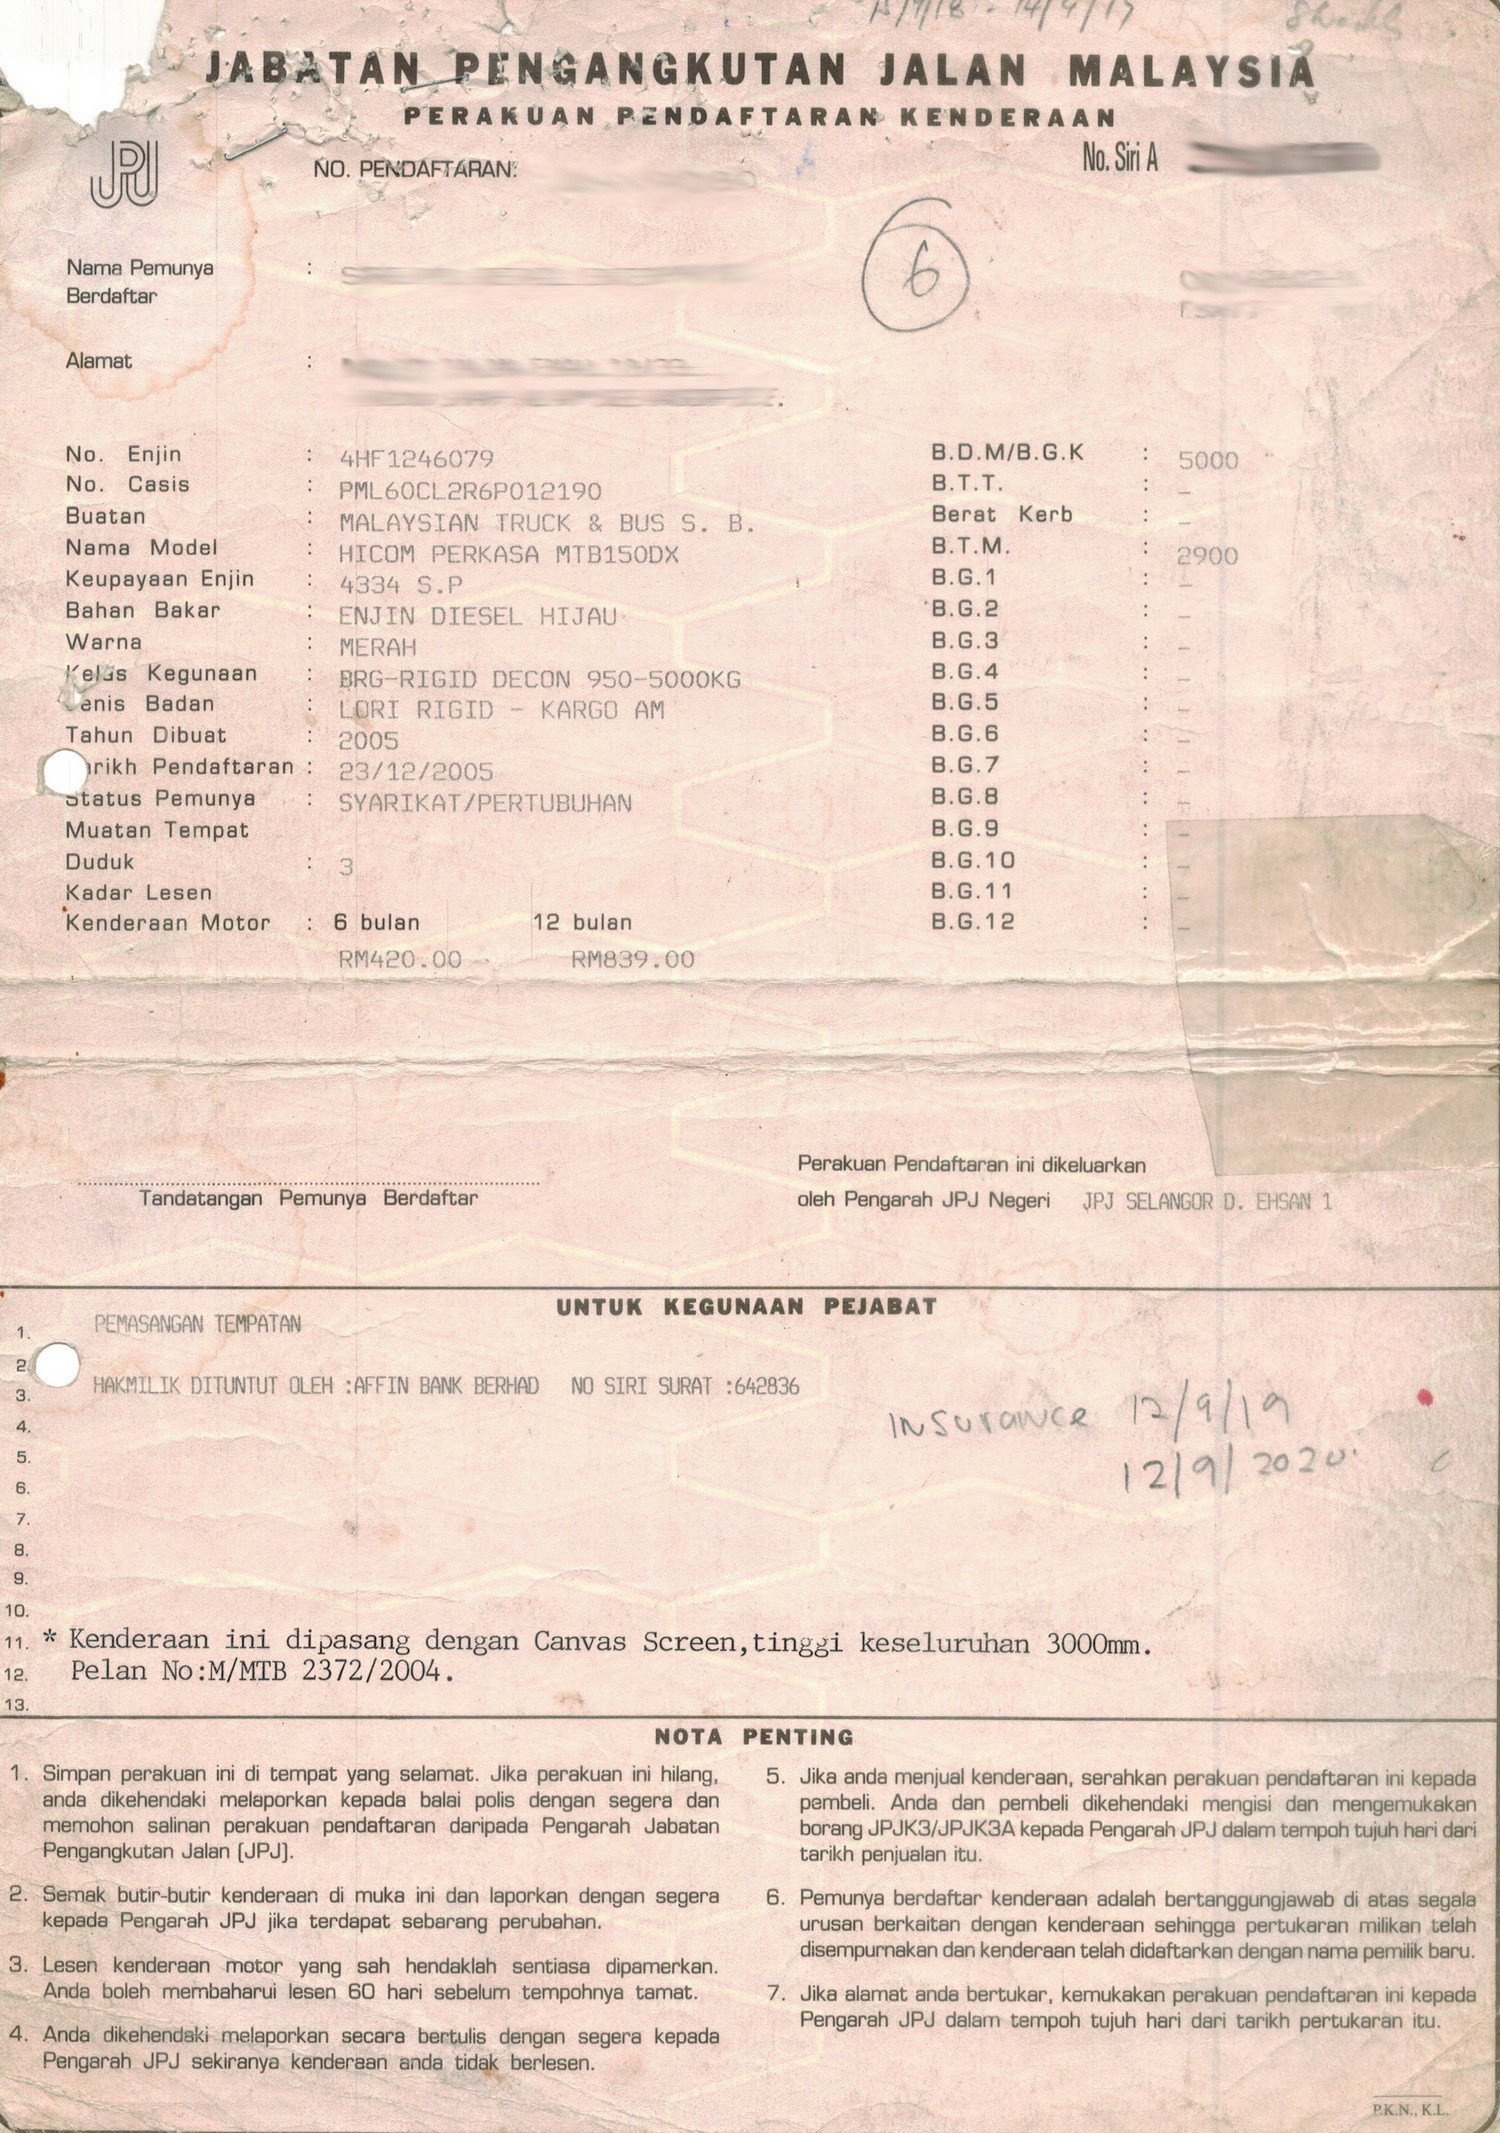 JABATAN PENGANGKUTAN JALAN MALAYSIA
PERAKUAN PENDAFTARAN KENDERAAN
JPJ
NO. PENDAFTARAN:
No. Siri A
6
Nama Pemunya :
Berdaftar
Alamat :
No. Enjin : 4HF1246079
No. Casis : PML60CL2R6P012190
Buatan : MALAYSIAN TRUCK & BUS S. B.
Nama Model : HICOM PERKASA MTB150DX
Keupayaan Enjin : 4334 S.P
Bahan Bakar : ENJIN DIESEL HIJAU
Warna : MERAH
Kelas Kegunaan : BRG-RIGID DECON 950-5000KG
Jenis Badan : LORI RIGID - KARGO AM
Tahun Dibuat : 2005
arikh Pendaftaran : 23/12/2005
Status Pemunya : SYARIKAT/PERTUBUHAN
Muatan Tempat
Duduk : 3
Kadar Lesen
Kenderaan Motor : 6 bulan 12 bulan
RM420.00 RM839.00
B.D.M/B.G.K : 5000
B.T.T. : -
Berat Kerb : -
B.T.M. : 2900
B.G.1 : -
B.G.2 : -
B.G.3 : -
B.G.4 : -
B.G.5 : -
B.G.6 : -
B.G.7 : -
B.G.8 : -
B.G.9 : -
B.G.10 : -
B.G.11 : -
B.G.12 : -
Tandatangan Pemunya Berdaftar
Perakuan Pendaftaran ini dikeluarkan
oleh Pengarah JPJ Negeri JPJ SELANGOR D. EHSAN 1
UNTUK KEGUNAAN PEJABAT
1. PEMASANGAN TEMPATAN
2
3. HAKMILIK DITUNTUT OLEH :AFFIN BANK BERHAD NO SIRI SURAT :642836
4.
Insurance 12/9/19
5.
12/9/2020.
6.
7.
8.
9.
10.
11. * Kenderaan ini dipasang dengan Canvas Screen,tinggi keseluruhan 3000mm.
12. Pelan No:M/MTB 2372/2004.
13.
NOTA PENTING
1. Simpan perakuan ini di tempat yang selamat. Jika perakuan ini hilang,
anda dikehendaki melaporkan kepada balai polis dengan segera dan
memohon salinan perakuan pendaftaran daripada Pengarah Jabatan
Pengangkutan Jalan (JPJ).
2. Semak butir-butir kenderaan di muka ini dan laporkan dengan segera
kepada Pengarah JPJ jika terdapat sebarang perubahan.
3. Lesen kenderaan motor yang sah hendaklah sentiasa dipamerkan.
Anda boleh membaharui lesen 60 hari sebelum tempohnya tamat.
4. Anda dikehendaki melaporkan secara bertulis dengan segera kepada
Pengarah JPJ sekiranya kenderaan anda tidak berlesen.
5. Jika anda menjual kenderaan, serahkan perakuan pendaftaran ini kepada
pembeli. Anda dan pembeli dikehendaki mengisi dan mengemukakan
borang JPJK3/JPJK3A kepada Pengarah JPJ dalam tempoh tujuh hari dari
tarikh penjualan itu.
6. Pemunya berdaftar kenderaan adalah bertanggungjawab di atas segala
urusan berkaitan dengan kenderaan sehingga pertukaran milikan telah
disempurnakan dan kenderaan telah didaftarkan dengan nama pemilik baru.
7. Jika alamat anda bertukar, kemukakan perakuan pendaftaran ini kepada
Pengarah JPJ dalam tempoh tujuh hari dari tarikh pertukaran itu.
P.K.N., K.L.